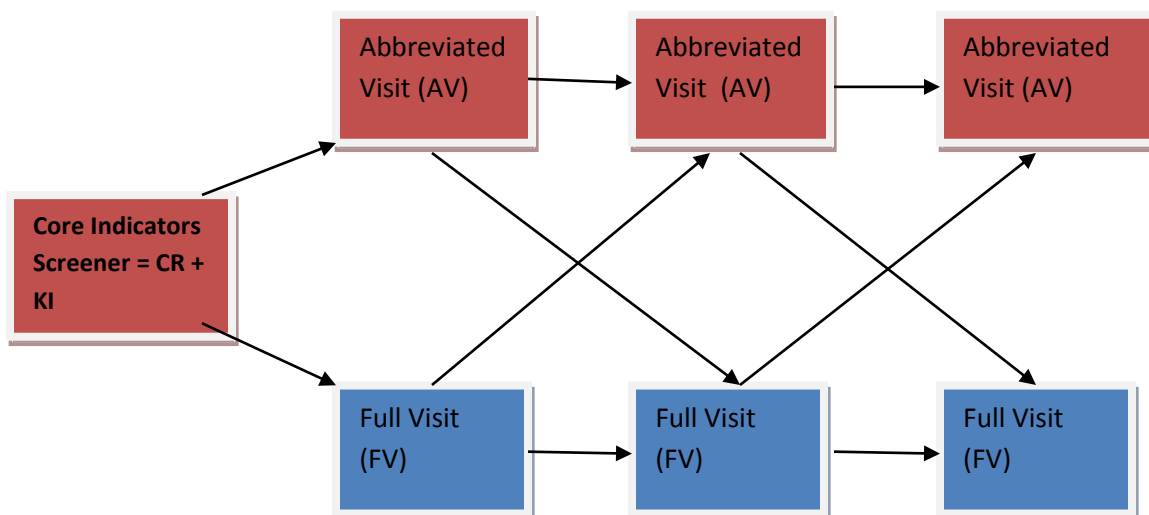 Abbreviated
Visit (AV)
Abbreviated
Visit  (AV)
Abbreviated
Visit (AV)
Core Indicators
Screener = CR +
KI
Full Visit
(FV)
Full Visit
(FV)
Full Visit
(FV)